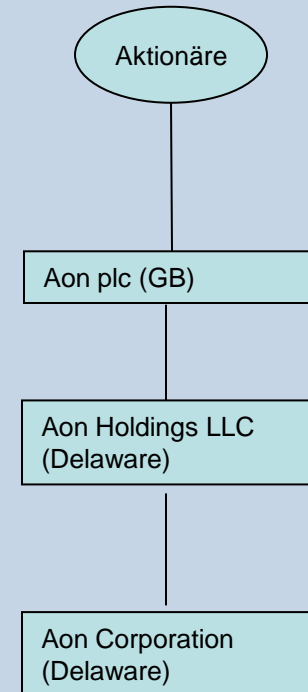 Aktionäre
Aon plc (GB)
Aon Holdings LLC
(Delaware)
Aon Corporation
(Delaware)